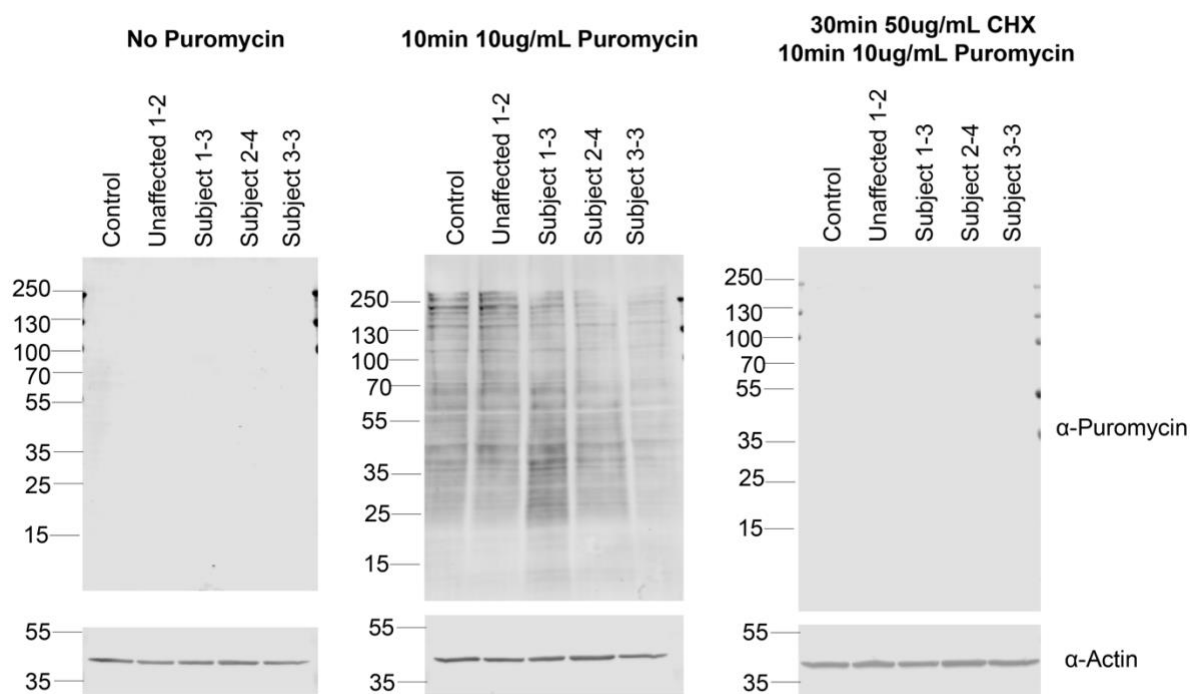 No Puromycin
10min 10ug/mL Puromycin
30min 50ug/mL CHX
10min 10ug/mL Puromycin
Control
Unaffected 1-2
Subject 1-3
Subject 2-4
Subject 3-3
Control
Unaffected 1-2
Subject 1-3
Subject 2-4
Subject 3-3
Control
Unaffected 1-2
Subject 1-3
Subject 2-4
Subject 3-3
250
130
100
70
55
35
25
15
250
130
100
70
55
35
25
15
250
130
100
70
55
35
25
15
α-Puromycin
55
35
55
35
55
35
α-Actin